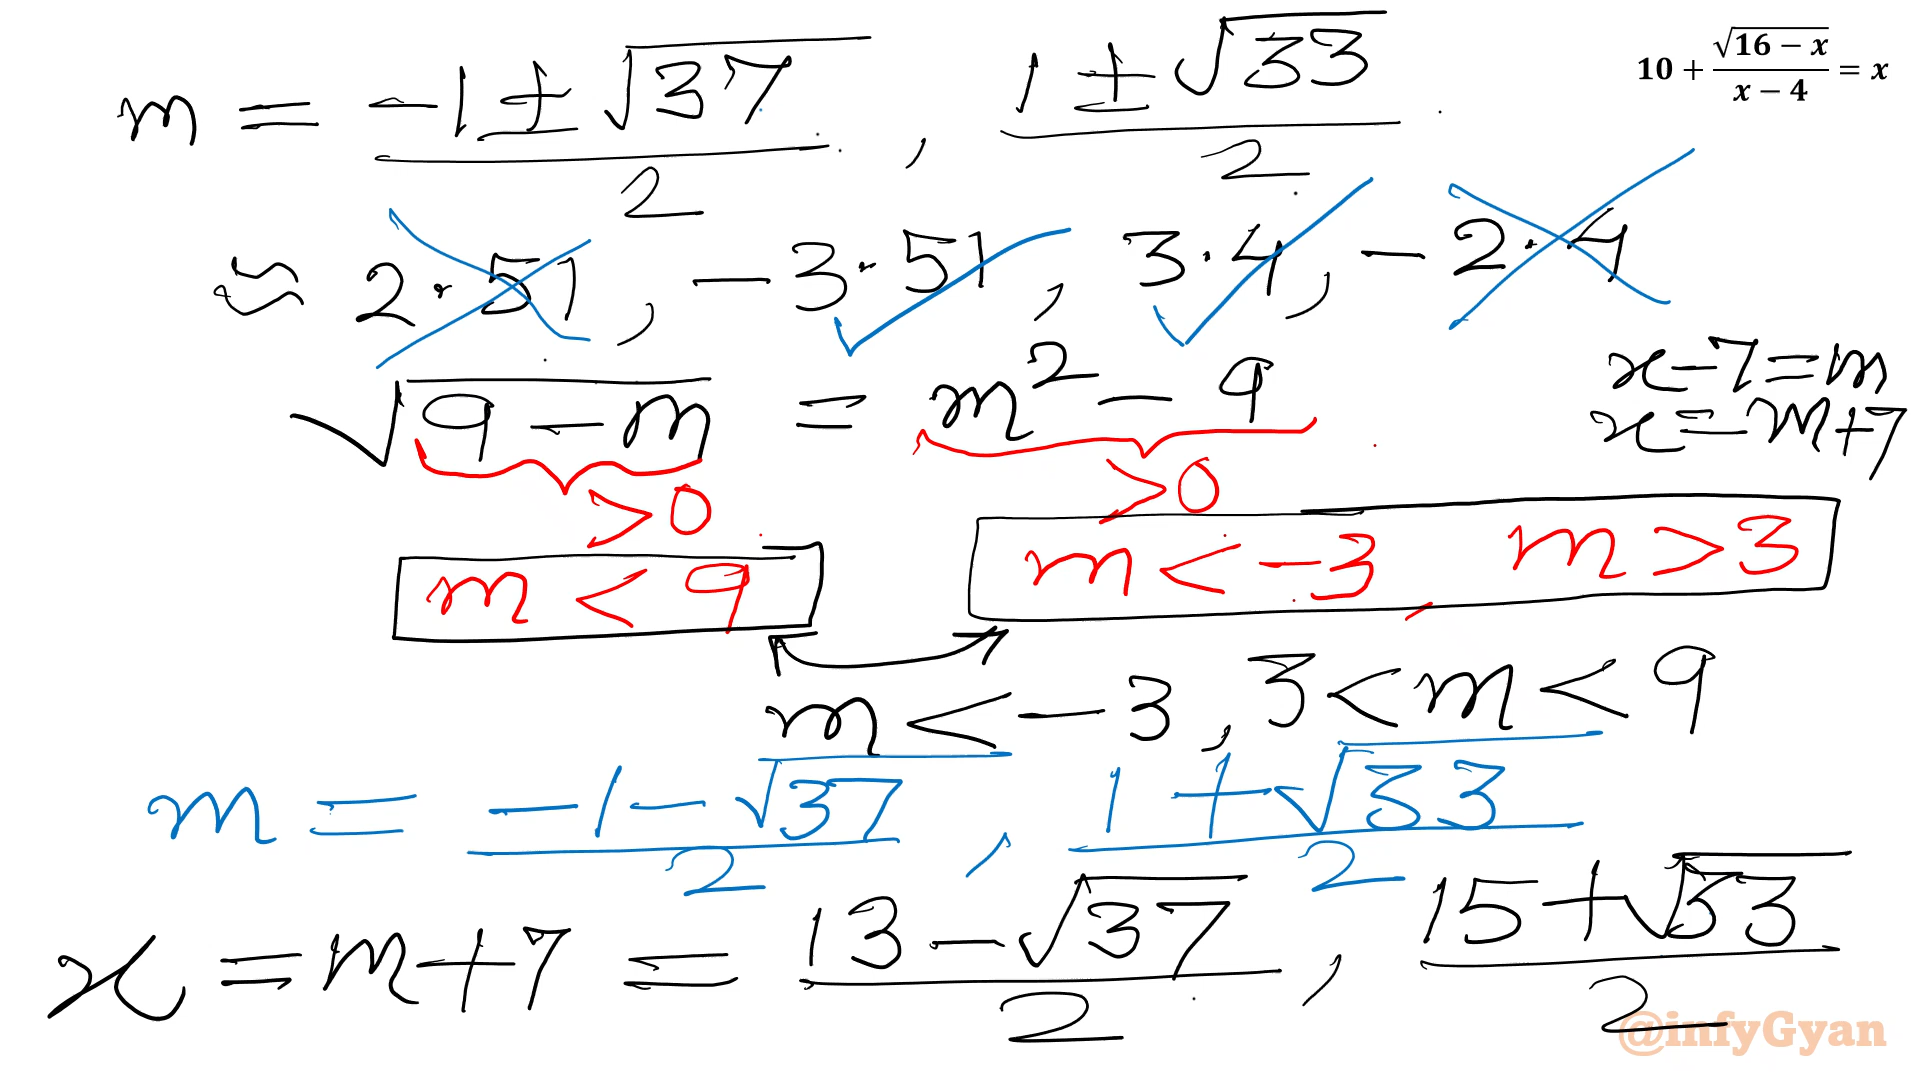 10 + √(16 − x)/(x − 4) = x
m = (−1 ± √37)/2 , (1 ± √33)/2
≈ 2.51 , −3.51 , 3.4 , −2.4
x − 7 = m
x = m + 7
√(9 − m) = m² − 9
>0 >0
m < 9 m < −3 , m > 3
m < −3 , 3 < m < 9
m = (−1 − √37)/2 , (1 + √33)/2
x = m + 7 = (13 − √37)/2 , (15 + √33)/2
@infyGyan